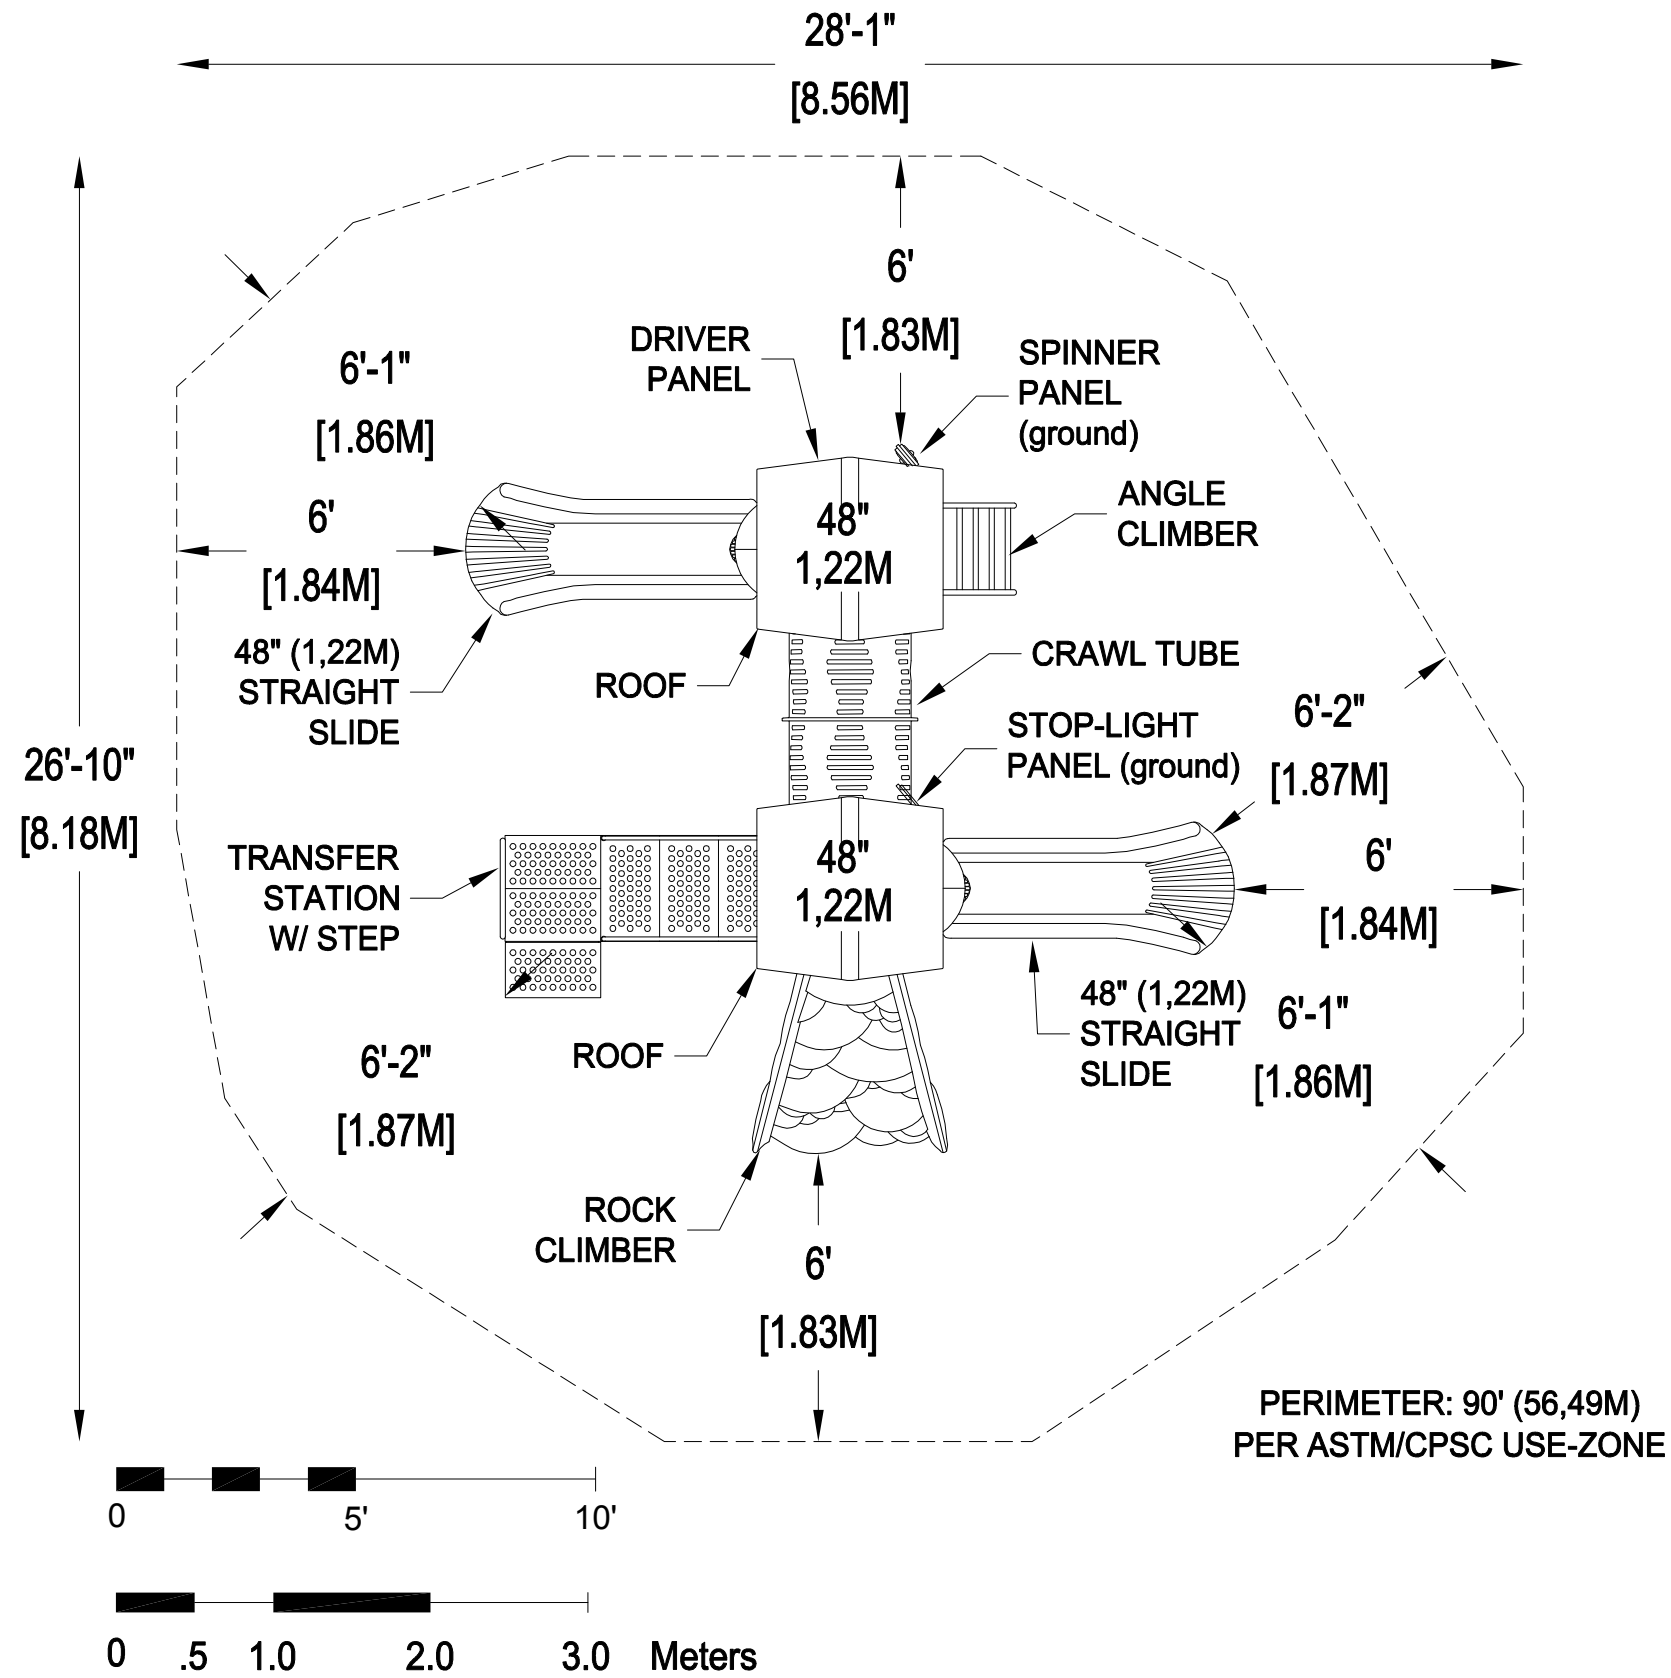 28'-1"
[8.56M]
6'
[1.83M]
DRIVER
PANEL
SPINNER
PANEL
(ground)
6'-1"
[1.86M]
6'
[1.84M]
48"
1,22M
ANGLE
CLIMBER
48" (1,22M)
STRAIGHT
SLIDE
ROOF
CRAWL TUBE
STOP-LIGHT
PANEL (ground)
6'-2"
[1.87M]
26'-10"
[8.18M]
TRANSFER
STATION
W/ STEP
48"
1,22M
6'
[1.84M]
48" (1,22M)
STRAIGHT
SLIDE
6'-1"
[1.86M]
ROOF
6'-2"
[1.87M]
ROCK
CLIMBER
6'
[1.83M]
PERIMETER: 90' (56,49M)
PER ASTM/CPSC USE-ZONE
0 5' 10'
0 .5 1.0 2.0 3.0 Meters